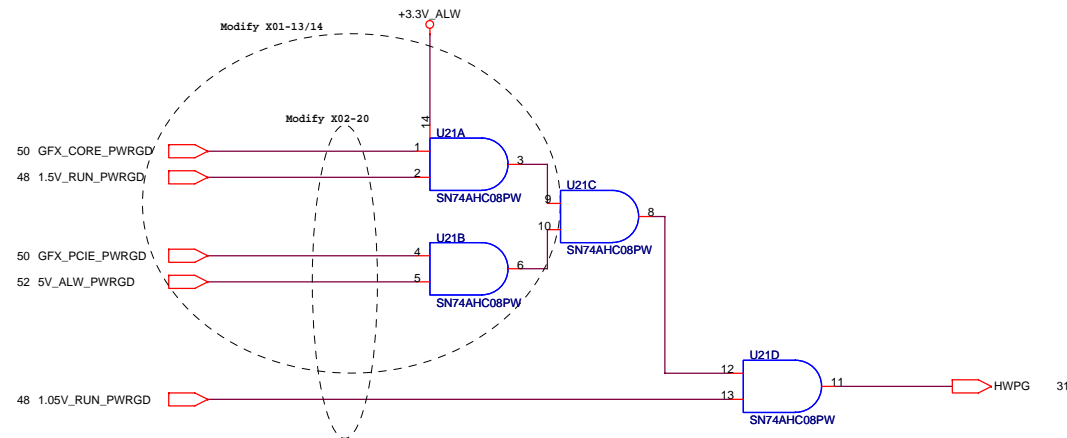 +3.3V_ALW
Modify X01-13/14
Modify X02-20
14
U21A
50 GFX_CORE_PWRGD
1
3
48 1.5V_RUN_PWRGD
2
SN74AHC08PW
U21C
9
8
10
SN74AHC08PW
U21B
50 GFX_PCIE_PWRGD
4
6
52 5V_ALW_PWRGD
5
SN74AHC08PW
U21D
12
11
HWPG 31
48 1.05V_RUN_PWRGD
13
SN74AHC08PW